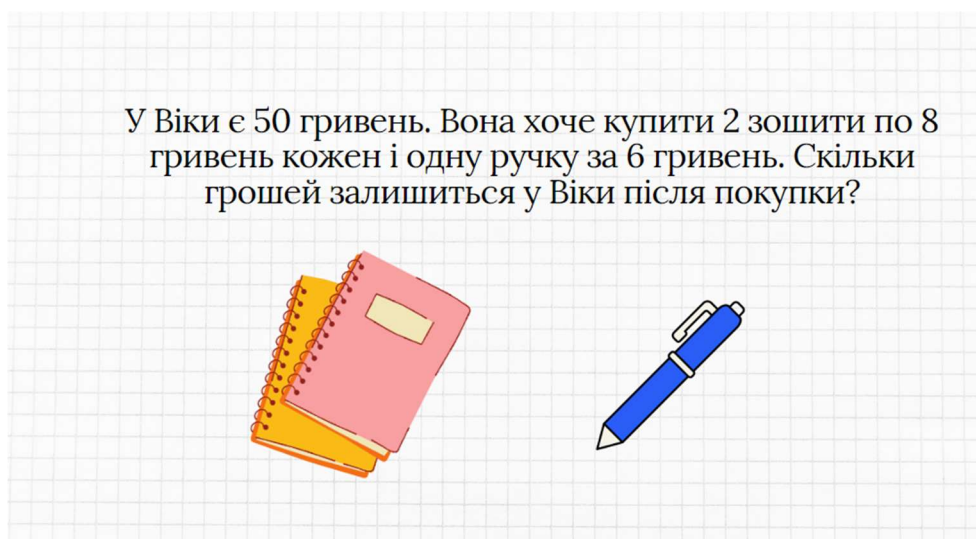 У Віки є 50 гривень. Вона хоче купити 2 зошити по 8
гривень кожен і одну ручку за 6 гривень. Скільки
грошей залишиться у Віки після покупки?